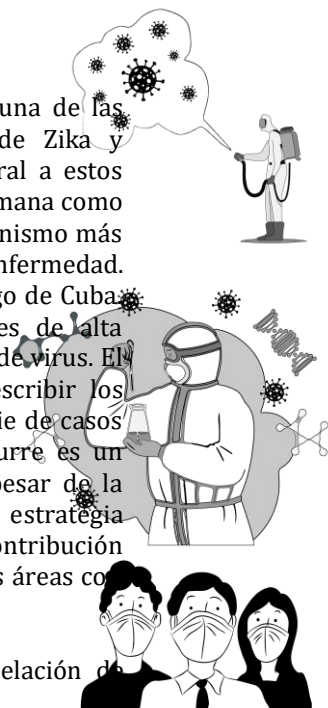 una de las
de Zika y
ral a estos
mana como
nismo más
nfermedad.
go de Cuba.
es de alta
de virus. El
escribir los
ie de casos
urre es un
pesar de la
estrategia
ontribución
s áreas co
elación de